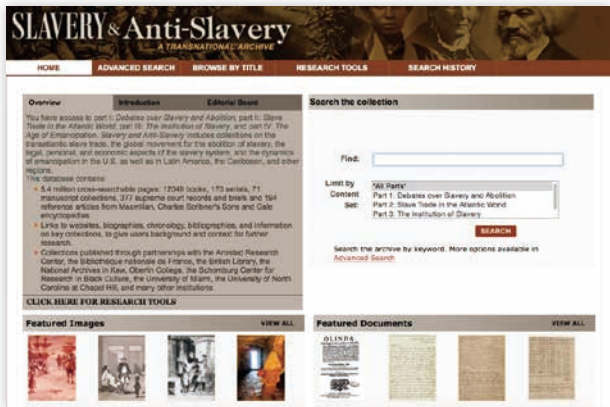 SLAVERY & Anti-Slavery
A TRANSNATIONAL ARCHIVE
HOME ADVANCED SEARCH BROWSE BY TITLE RESEARCH TOOLS SEARCH HISTORY
Overview Introduction Editorial Board
You have access to part I: Debates over Slavery and Abolition, part II: Slave
Trade in the Atlantic World, part III: The Institution of Slavery, and part IV: The
Age of Emancipation. Slavery and Anti-Slavery includes collections on the
transatlantic slave trade, the global movement for the abolition of slavery, the
legal, personal, and economic aspects of the slavery system, and the dynamics
of emancipation in the U.S. as well as in Latin America, the Caribbean, and other
regions.
This database contains:
5.4 million cross-searchable pages: 12049 books, 170 serials, 71
manuscript collections, 377 supreme court records and briefs and 194
reference articles from Macmillan, Charles Scribner's Sons and Gale
encyclopedias
Links to websites, biographies, chronology, bibliographies, and information
on key collections, to give users background and context for further
research.
Collections published through partnerships with the Amistad Research
Center, the Bibliothèque nationale de France, the British Library, the
National Archives in Kew, Oberlin College, the Schomburg Center for
Research in Black Culture, the University of Miami, the University of North
Carolina at Chapel Hill, and many other institutions.
CLICK HERE FOR RESEARCH TOOLS
Search the collection
Find:
Limit by
Content
Set:
"All Parts"
Part 1: Debates over Slavery and Abolition
Part 2: Slave Trade in the Atlantic World
Part 3: The Institution of Slavery
SEARCH
Search the archive by keyword. More options available in
Advanced Search
Featured Images VIEW ALL
Featured Documents VIEW ALL
OLINDA